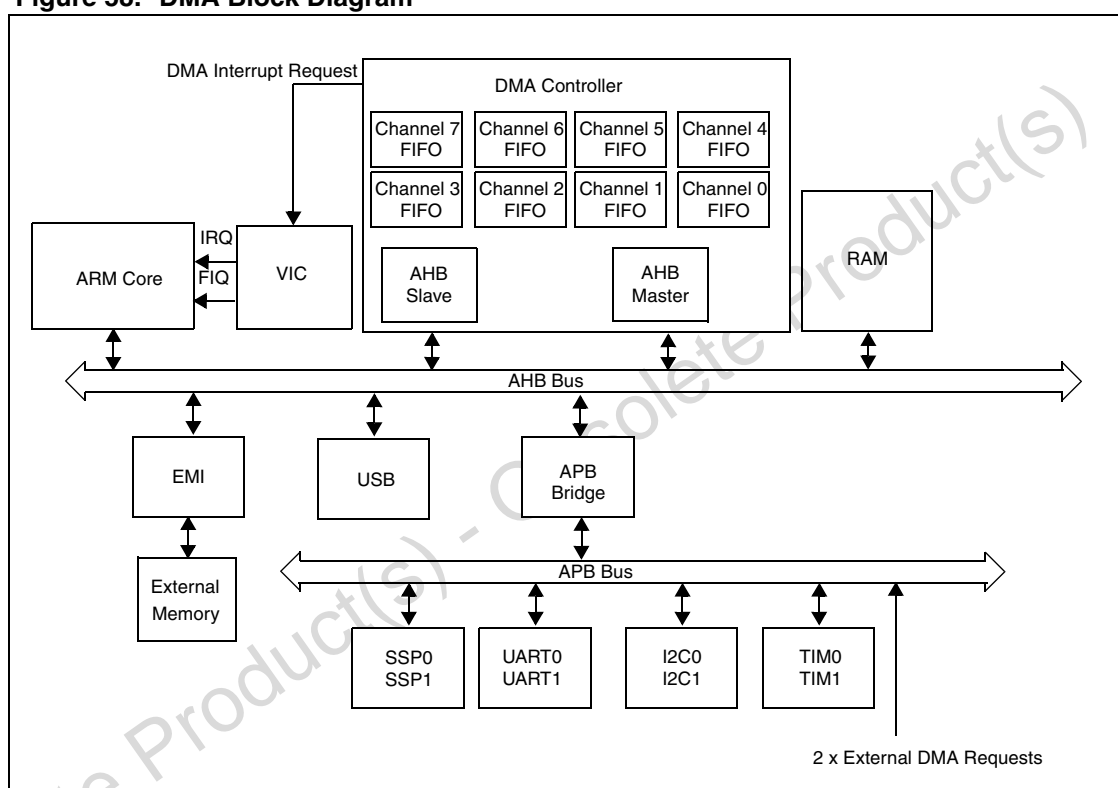 Figure 38. DMA Block Diagram
DMA Interrupt Request
DMA Controller
Channel 7
FIFO
Channel 6
FIFO
Channel 5
FIFO
Channel 4
FIFO
Channel 3
FIFO
Channel 2
FIFO
Channel 1
FIFO
Channel 0
FIFO
ARM Core
IRQ
FIQ
VIC
AHB
Slave
AHB
Master
RAM
AHB Bus
EMI
USB
APB
Bridge
External
Memory
APB Bus
SSP0
SSP1
UART0
UART1
I2C0
I2C1
TIM0
TIM1
2 x External DMA Requests
Product(s) - Obsolete Product(s)